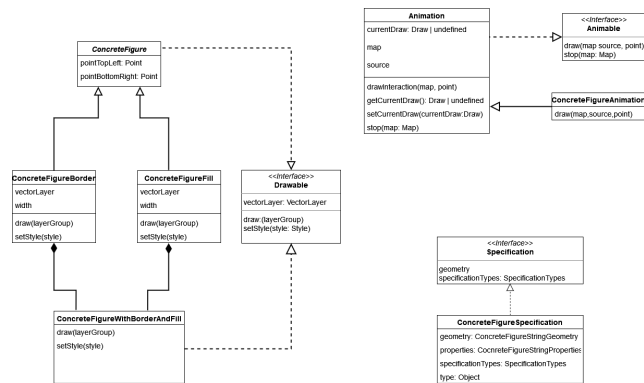 ConcreteFigure
pointTopLeft: Point
pointBottomRight: Point
ConcreteFigureBorder
vectorLayer
width
draw(layerGroup)
setStyle(style)
ConcreteFigureFill
vectorLayer
width
draw(layerGroup)
setStyle(style)
<<Interface>>
Drawable
vectorLayer: VectorLayer
draw:(layerGroup)
setStyle(style: Style)
ConcreteFigureWithBorderAndFill
draw(layerGroup)
setStyle(style)
Animation
currentDraw: Draw | undefined
map
source
drawInteraction(map, point)
getCurrentDraw(): Draw | undefined
setCurrentDraw(currentDraw:Draw)
stop(map: Map)
<<Interface>>
Animable
draw(map source, point)
stop(map: Map)
ConcreteFigureAnimation
draw(map,source,point)
<<Interface>>
Specification
geometry
specificationTypes: SpecificationTypes
ConcreteFigureSpecification
geometry: ConcreteFigureStringGeometry
properties: CocnreteFigureStringProperties
specificationTypes: SpecificationTypes
type: Object